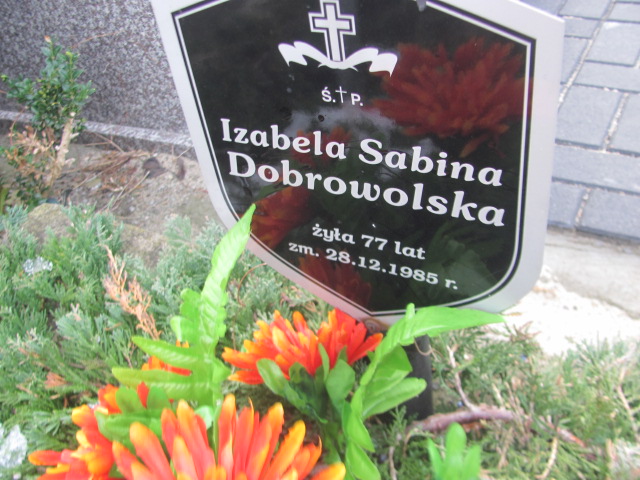 Ś.†P.
Izabela Sabina
Dobrowolska
żyła 77 lat
zm. 28.12.1985 r.